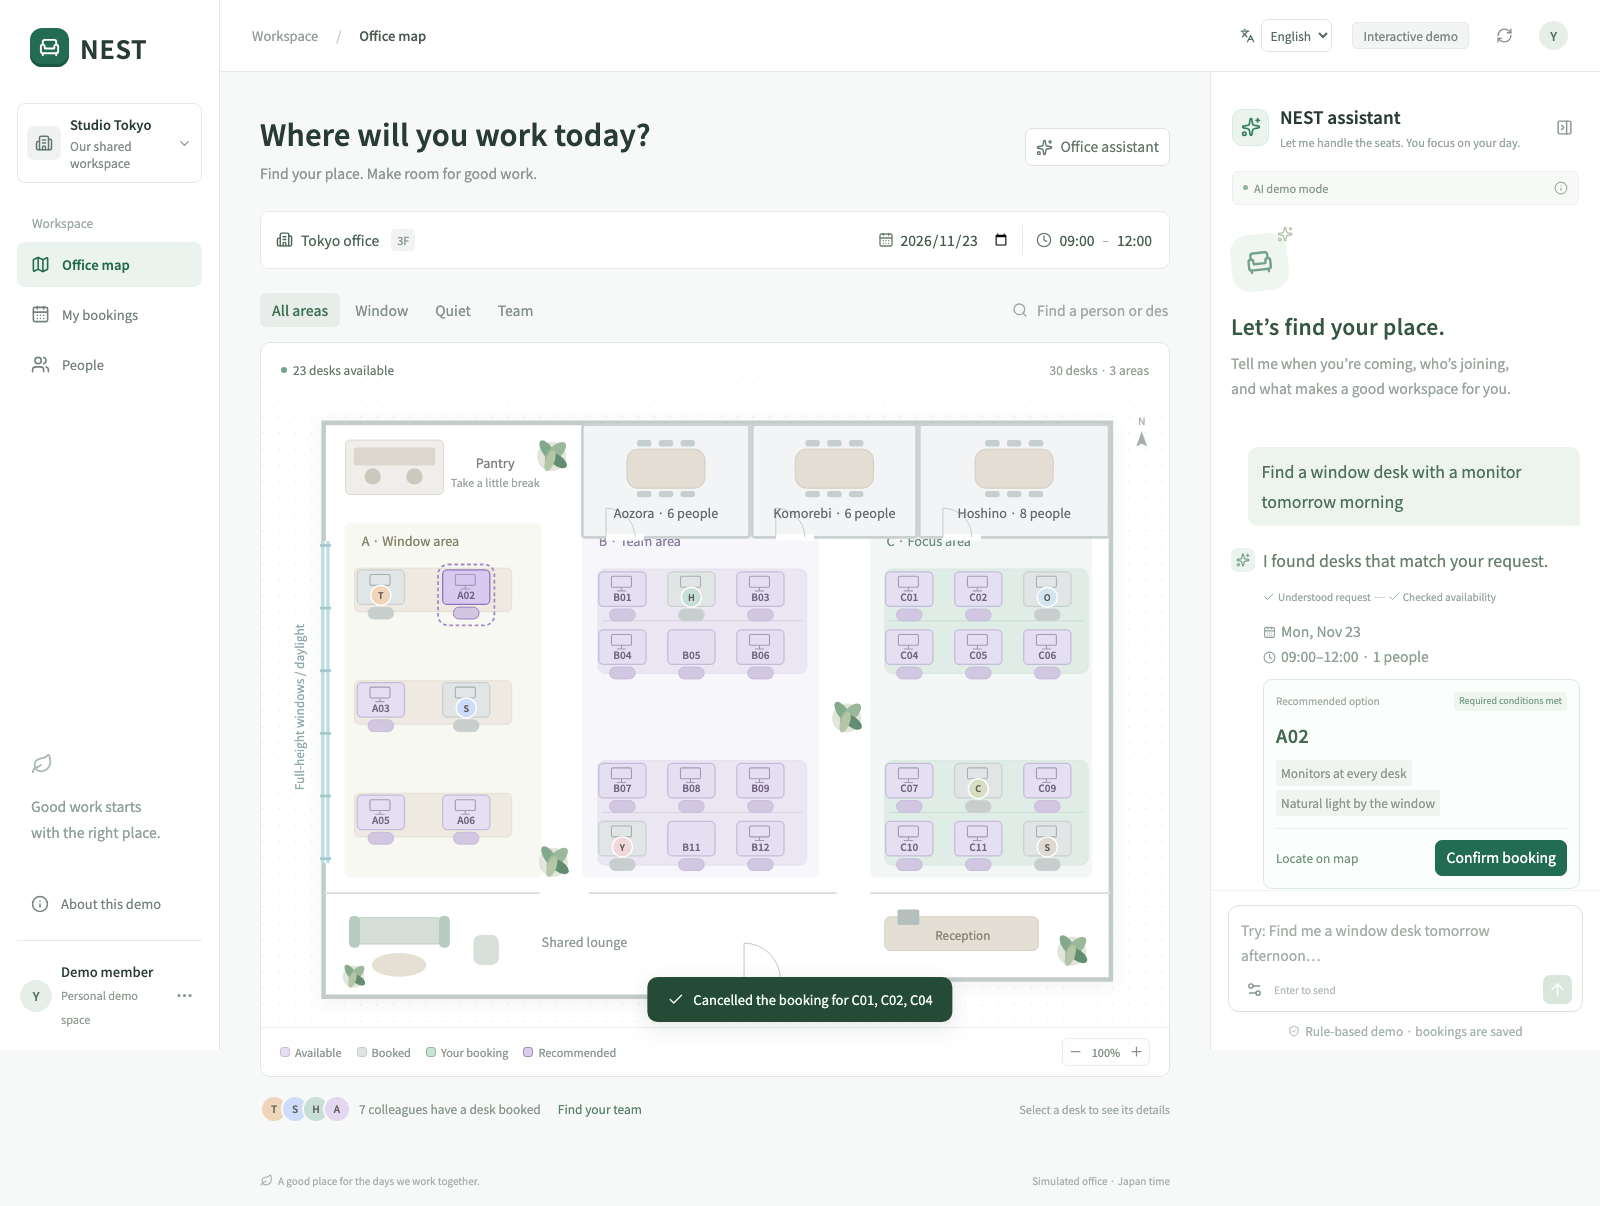 NEST
Studio Tokyo
Our shared
workspace
Workspace
Office map
My bookings
People
Good work starts
with the right place.
About this demo
Y
Demo member
Personal demo
space
Workspace / Office map
English
Interactive demo
Y
Where will you work today?
Find your place. Make room for good work.
Office assistant
Tokyo office 3F
2026/11/23
09:00 – 12:00
All areas
Window
Quiet
Team
Find a person or des
23 desks available
30 desks · 3 areas
N
Pantry
Take a little break
Aozora · 6 people
Komorebi · 6 people
Hoshino · 8 people
A · Window area
B · Team area
C · Focus area
Full-height windows / daylight
T A02
B01 H B03
C01 C02 O
B04 B05 B06
C04 C05 C06
A03 S
B07 B08 B09
C07 C C09
A05 A06
Y B11 B12
C10 C11 S
Shared lounge
Reception
Cancelled the booking for C01, C02, C04
Available
Booked
Your booking
Recommended
100%
T S H A
7 colleagues have a desk booked
Find your team
Select a desk to see its details
A good place for the days we work together.
Simulated office · Japan time
NEST assistant
Let me handle the seats. You focus on your day.
AI demo mode
Let’s find your place.
Tell me when you’re coming, who’s joining,
and what makes a good workspace for you.
Find a window desk with a monitor
tomorrow morning
I found desks that match your request.
Understood request — Checked availability
Mon, Nov 23
09:00–12:00 · 1 people
Recommended option
Required conditions met
A02
Monitors at every desk
Natural light by the window
Locate on map
Confirm booking
Try: Find me a window desk tomorrow
afternoon…
Enter to send
Rule-based demo · bookings are saved